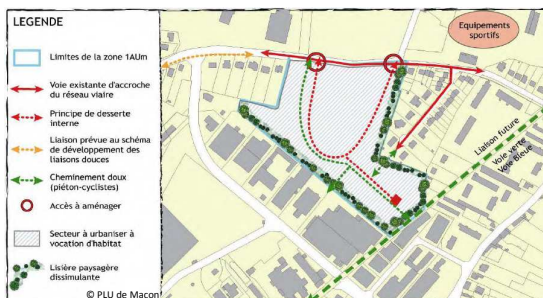 LEGENDE
Limites de la zone 1AUm
Voie existante d'accroche
du réseau viaire
Principe de desserte
interne
Liaison prévue au schéma
de développement des
liaisons douces
Cheminement doux
(piéton-cyclistes)
Accès à aménager
Secteur à urbaniser à
vocation d'habitat
Lisière paysagère
dissimulante
© PLU de Macon
Equipements
sportifs
Liaison future
Voie verte
Voie Bleue